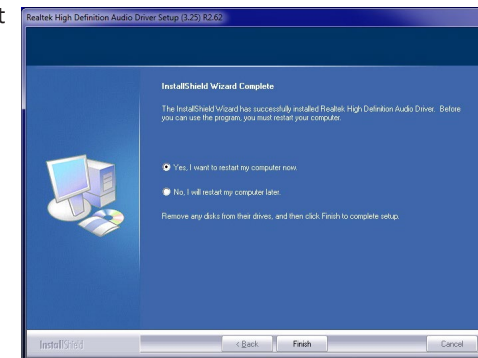 t
Realtek High Definition Audio Driver Setup (3.25) R2.62
InstallShield Wizard Complete
The InstallShield Wizard has successfully installed Realtek High Definition Audio Driver. Before
you can use the program, you must restart your computer.
Yes, I want to restart my computer now.
No, I will restart my computer later.
Remove any disks from their drives, and then click Finish to complete setup.
InstallShield
< Back
Finish
Cancel